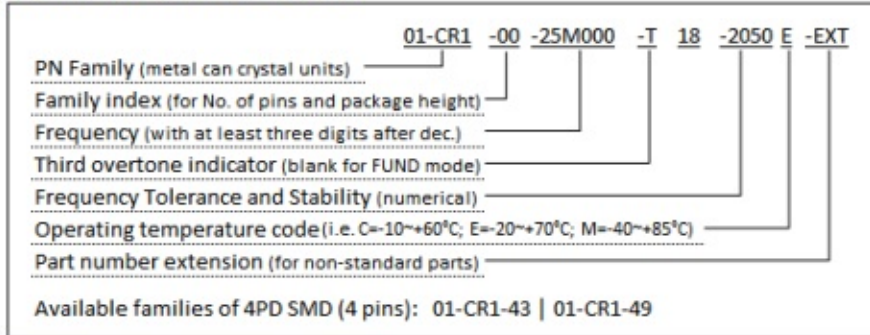 01-CR1 -00 -25M000 -T 18 -2050 E -EXT
PN Family (metal can crystal units)
Family index (for No. of pins and package height)
Frequency (with at least three digits after dec.)
Third overtone indicator (blank for FUND mode)
Frequency Tolerance and Stability (numerical)
Operating temperature code (i.e. C=-10~+60°C; E=-20~+70°C; M=-40~+85°C)
Part number extension (for non-standard parts)
Available families of 4PD SMD (4 pins): 01-CR1-43 | 01-CR1-49